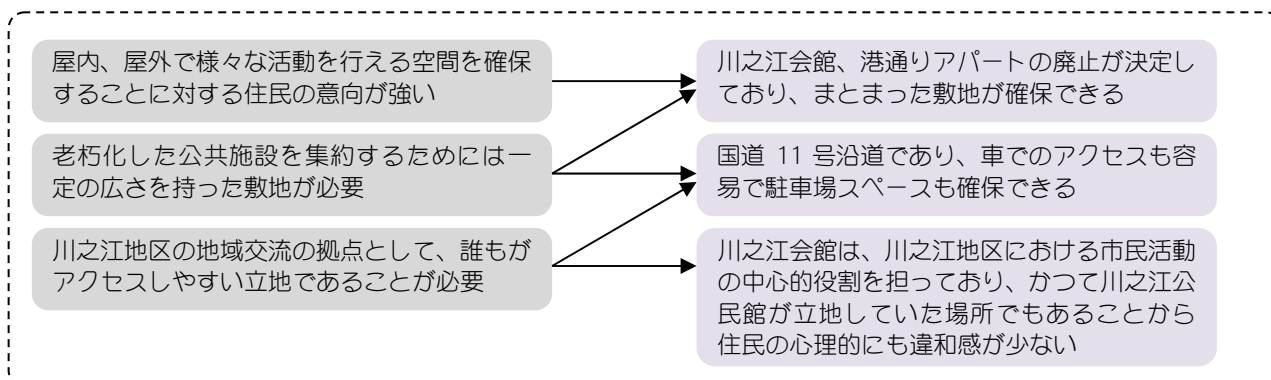 屋内、屋外で様々な活動を行える空間を確保
することに対する住民の意向が強い
老朽化した公共施設を集約するためには一
定の広さを持った敷地が必要
川之江地区の地域交流の拠点として、誰もが
アクセスしやすい立地であることが必要
川之江会館、港通りアパートの廃止が決定し
ており、まとまった敷地が確保できる
国道 11 号沿道であり、車でのアクセスも容
易で駐車場スペースも確保できる
川之江会館は、川之江地区における市民活動
の中心的役割を担っており、かつて川之江公
民館が立地していた場所でもあることから
住民の心理的にも違和感が少ない